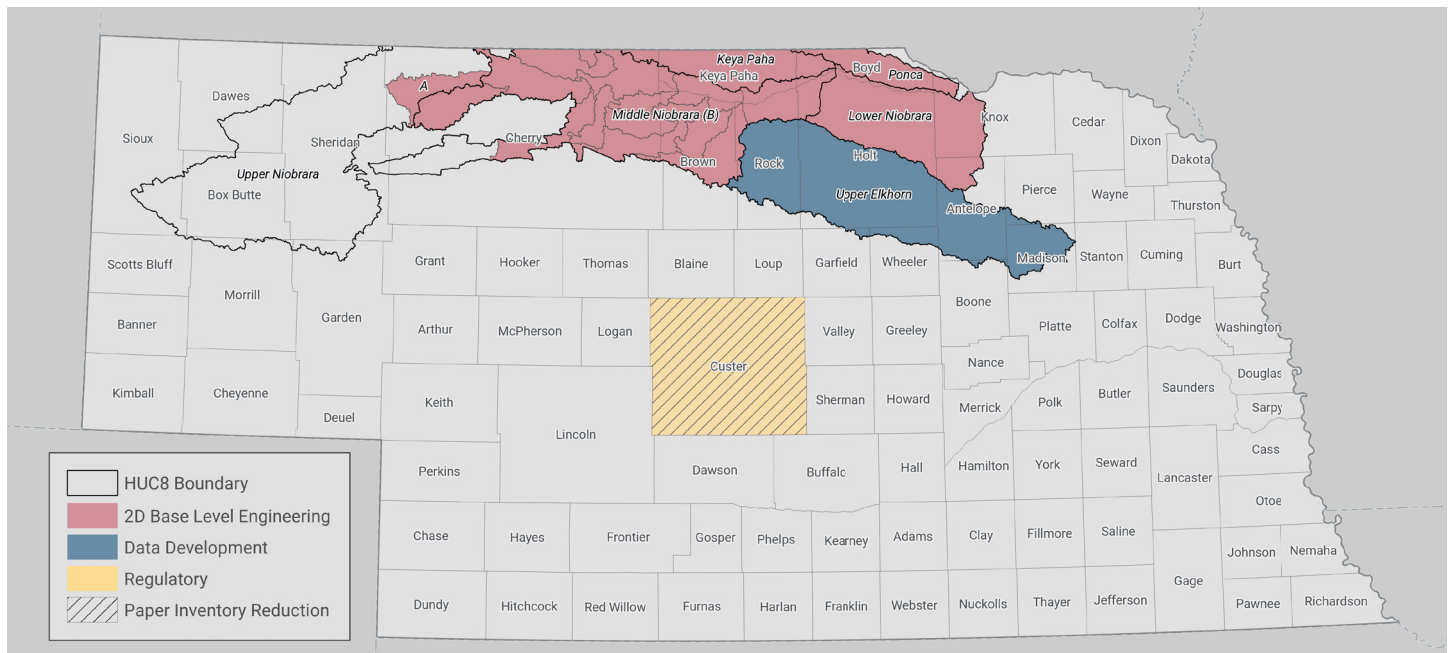 Keya Paha
Boyd
Keya Paha
Ponca
A
Dawes
Middle Niobrara (B)
Lower Niobrara
Knox
Cedar
Sioux
Sheridan
Cherry
Dixon
Dakota
Brown
Rock
Holt
Upper Niobrara
Box Butte
Upper Elkhorn
Antelope
Pierce
Wayne
Thurston
Scotts Bluff
Grant
Hooker
Thomas
Blaine
Loup
Garfield
Wheeler
Madison
Stanton
Cuming
Burt
Morrill
Garden
Boone
Banner
Arthur
McPherson
Logan
Valley
Greeley
Platte
Colfax
Dodge
Washington
Custer
Nance
Kimball
Cheyenne
Deuel
Keith
Sherman
Howard
Merrick
Polk
Butler
Saunders
Douglas
Sarpy
Lincoln
Perkins
Dawson
Buffalo
Hall
Hamilton
York
Seward
Lancaster
Cass
Otoe
Chase
Hayes
Frontier
Gosper
Phelps
Kearney
Adams
Clay
Fillmore
Saline
Johnson
Nemaha
Gage
Dundy
Hitchcock
Red Willow
Furnas
Harlan
Franklin
Webster
Nuckolls
Thayer
Jefferson
Pawnee
Richardson
HUC8 Boundary
2D Base Level Engineering
Data Development
Regulatory
Paper Inventory Reduction